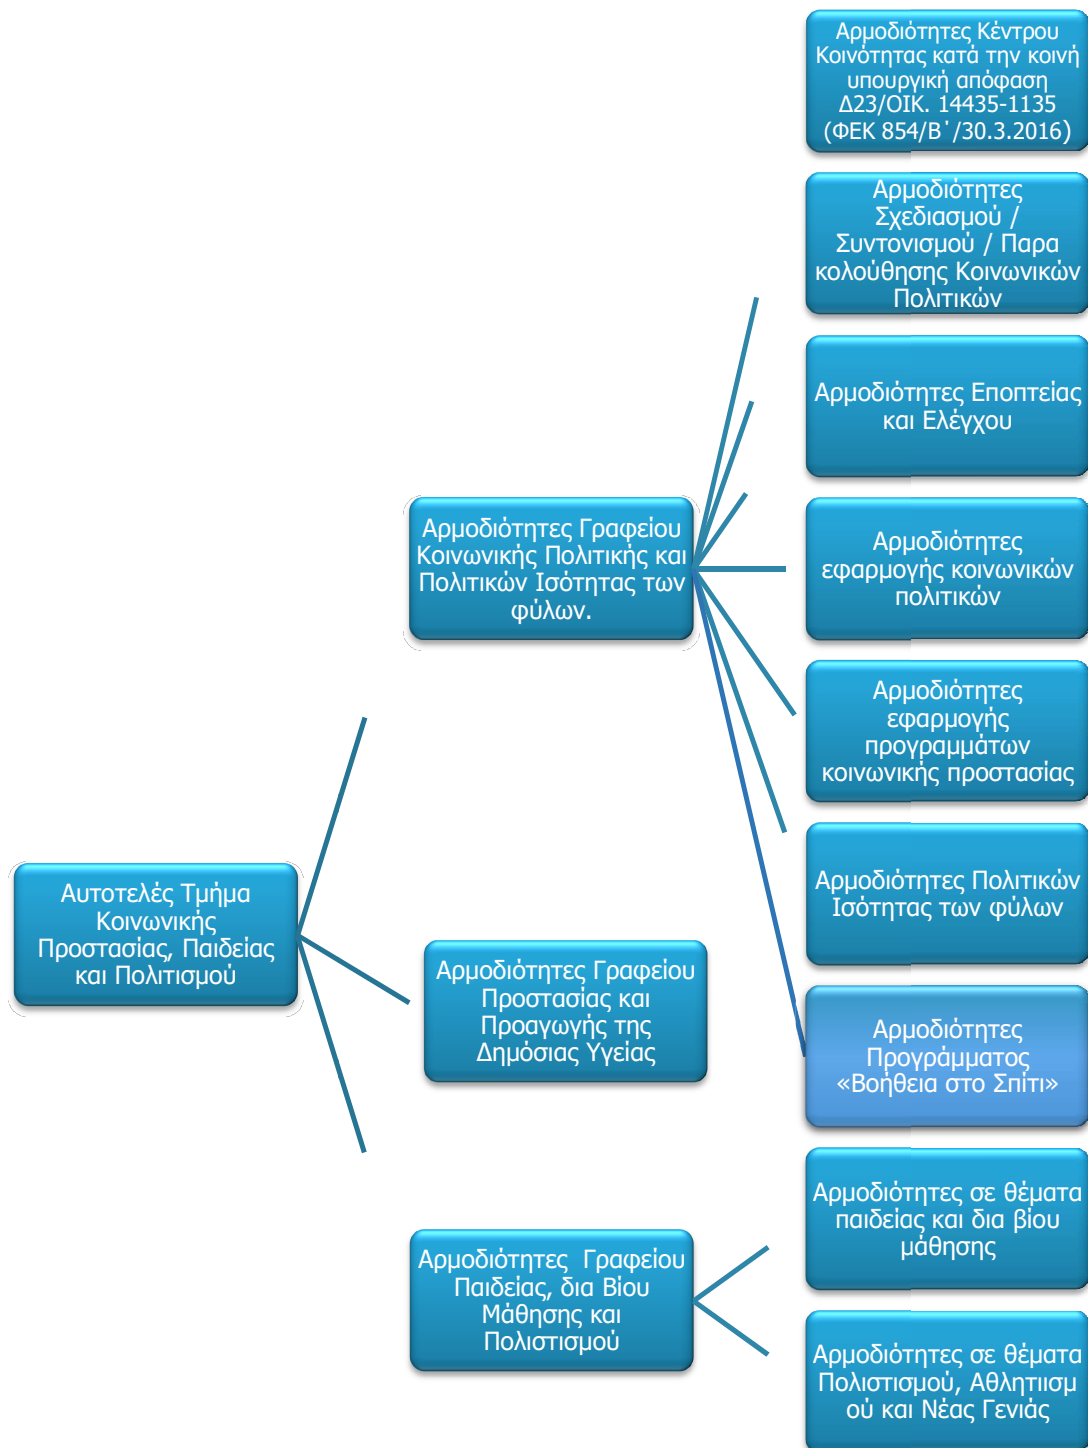 Αρμοδιότητες Κέντρου
Κοινότητας κατά την κοινή
υπουργική απόφαση
Δ23/ΟΙΚ. 14435-1135
(ΦΕΚ 854/Β΄/30.3.2016)
Αρμοδιότητες
Σχεδιασμού /
Συντονισμού / Παρα
κολούθησης Κοινωνικών
Πολιτικών
Αρμοδιότητες Εποπτείας
και Ελέγχου
Αρμοδιότητες Γραφείου
Κοινωνικής Πολιτικής και
Πολιτικών Ισότητας των
φύλων.
Αρμοδιότητες
εφαρμογής κοινωνικών
πολιτικών
Αρμοδιότητες
εφαρμογής
προγραμμάτων
κοινωνικής προστασίας
Αρμοδιότητες Πολιτικών
Ισότητας των φύλων
Αυτοτελές Τμήμα
Κοινωνικής
Προστασίας, Παιδείας
και Πολιτισμού
Αρμοδιότητες Γραφείου
Προστασίας και
Προαγωγής της
Δημόσιας Υγείας
Αρμοδιότητες
Προγράμματος
«Βοήθεια στο Σπίτι»
Αρμοδιότητες σε θέματα
παιδείας και δια βίου
μάθησης
Αρμοδιότητες  Γραφείου
Παιδείας, δια Βίου
Μάθησης και
Πολιστισμού
Αρμοδιότητες σε θέματα
Πολιστισμού, Αθλητιισμ
ού και Νέας Γενιάς